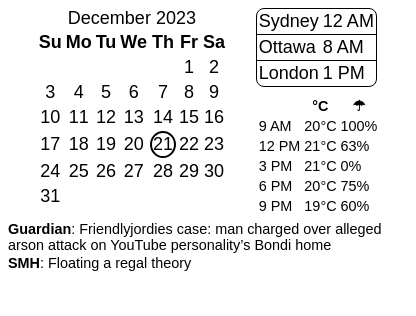 December 2023
Su Mo Tu We Th Fr Sa
1 2
3 4 5 6 7 8 9
10 11 12 13 14 15 16
17 18 19 20 21 22 23
24 25 26 27 28 29 30
31
Sydney 12 AM
Ottawa 8 AM
London 1 PM
°C ☂
9 AM 20°C 100%
12 PM 21°C 63%
3 PM 21°C 0%
6 PM 20°C 75%
9 PM 19°C 60%
Guardian: Friendlyjordies case: man charged over alleged
arson attack on YouTube personality’s Bondi home
SMH: Floating a regal theory